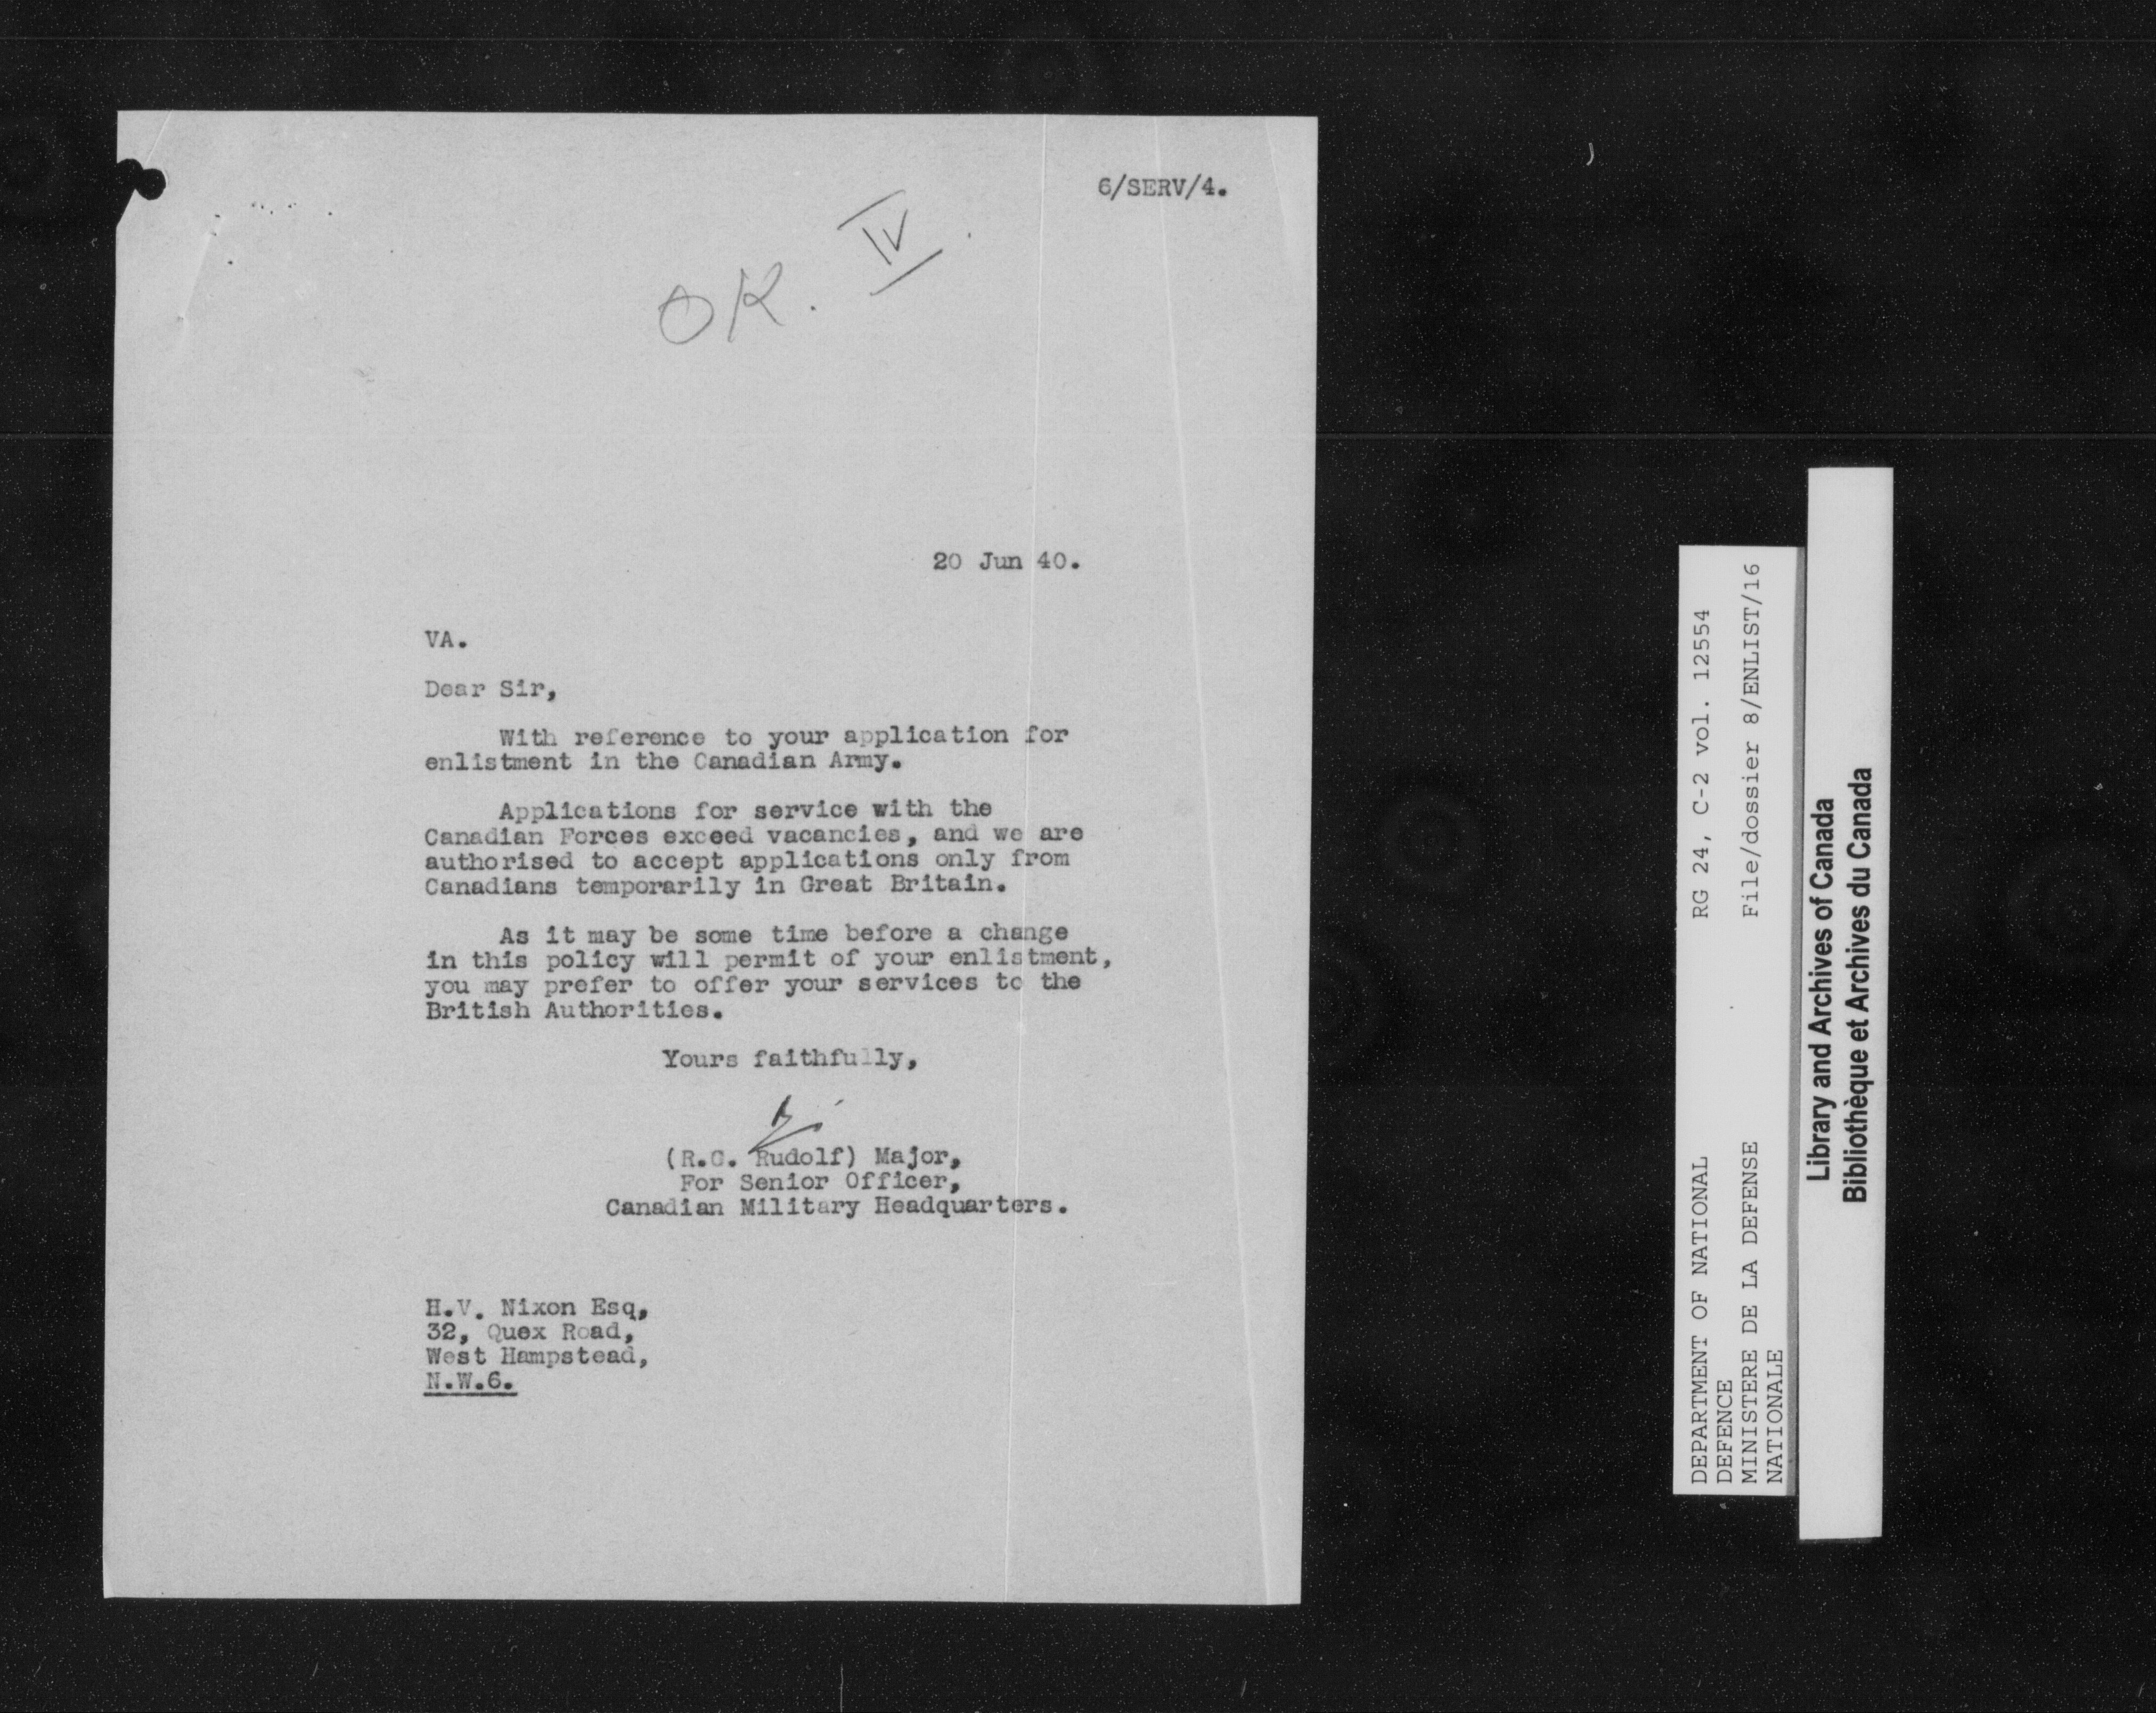 6/SERV/4.
OK. IV
20 Jun 40.
VA.
Dear Sir,
With reference to your application for
enlistment in the Canadian Army.
Applications for service with the
Canadian Forces exceed vacancies, and we are
authorised to accept applications only from
Canadians temporarily in Great Britain.
As it may be some time before a change
in this policy will permit of your enlistment,
you may prefer to offer your services to the
British Authorities.
Yours faithfully,
(R.C. Rudolf) Major,
For Senior Officer,
Canadian Military Headquarters.
H.V. Nixon Esq,
32, Quex Road,
West Hampstead,
N.W.6.
DEPARTMENT OF NATIONAL RG 24, C-2 vol. 12554
DEFENCE
MINISTERE DE LA DEFENSE File/dossier 8/ENLIST/16
NATIONALE
Library and Archives of Canada
Bibliothèque et Archives du Canada